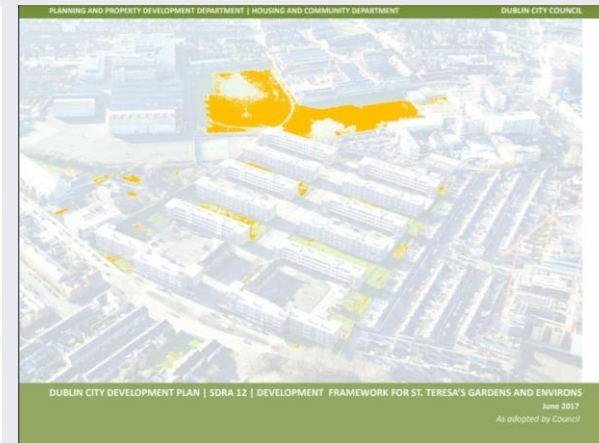 PLANNING AND PROPERTY DEVELOPMENT DEPARTMENT | HOUSING AND COMMUNITY DEPARTMENT DUBLIN CITY COUNCIL
DUBLIN CITY DEVELOPMENT PLAN | SDRA 12 | DEVELOPMENT FRAMEWORK FOR ST. TERESA'S GARDENS AND ENVIRONS
June 2017
As adopted by Council